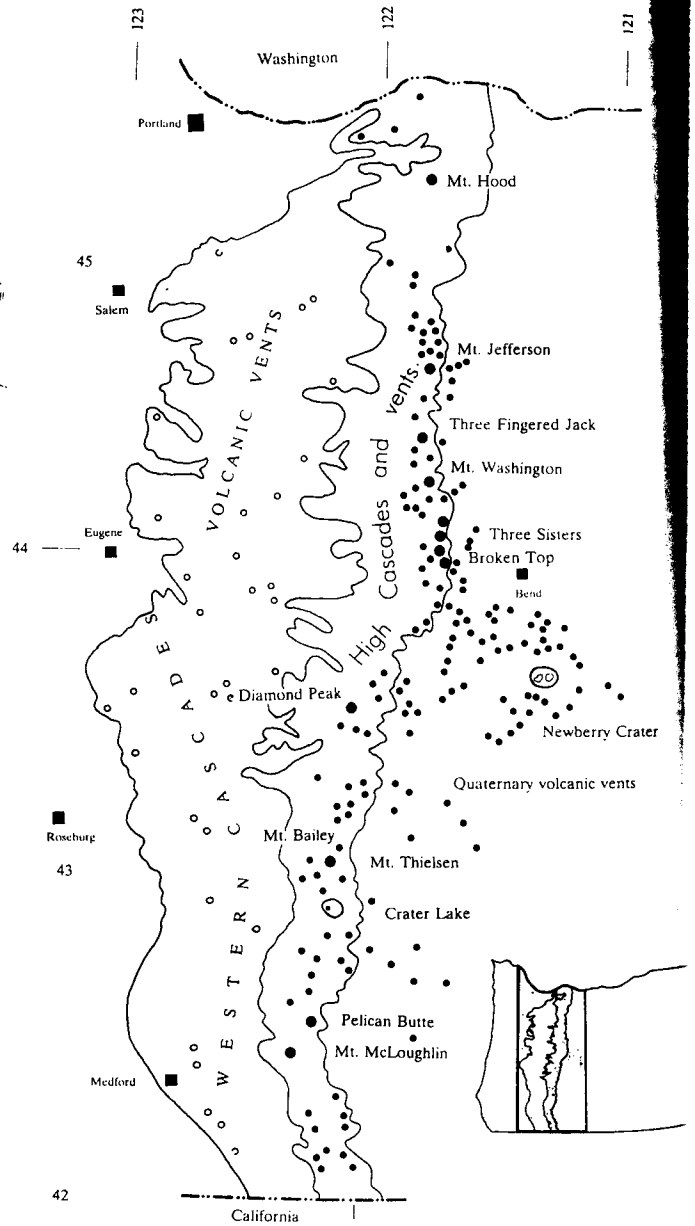 123
122
121
Washington
Portland
Mt. Hood
45
Salem
VOLCANIC VENTS
Mt. Jefferson
High Cascades and vents.
Three Fingered Jack
Mt. Washington
Eugene
44
Three Sisters
Broken Top
Bend
WESTERN CASCADES
Diamond Peak
Newberry Crater
Quaternary volcanic vents
Roseburg
Mt. Bailey
43
Mt. Thielsen
Crater Lake
Pelican Butte
Mt. McLoughlin
Medford
42
California